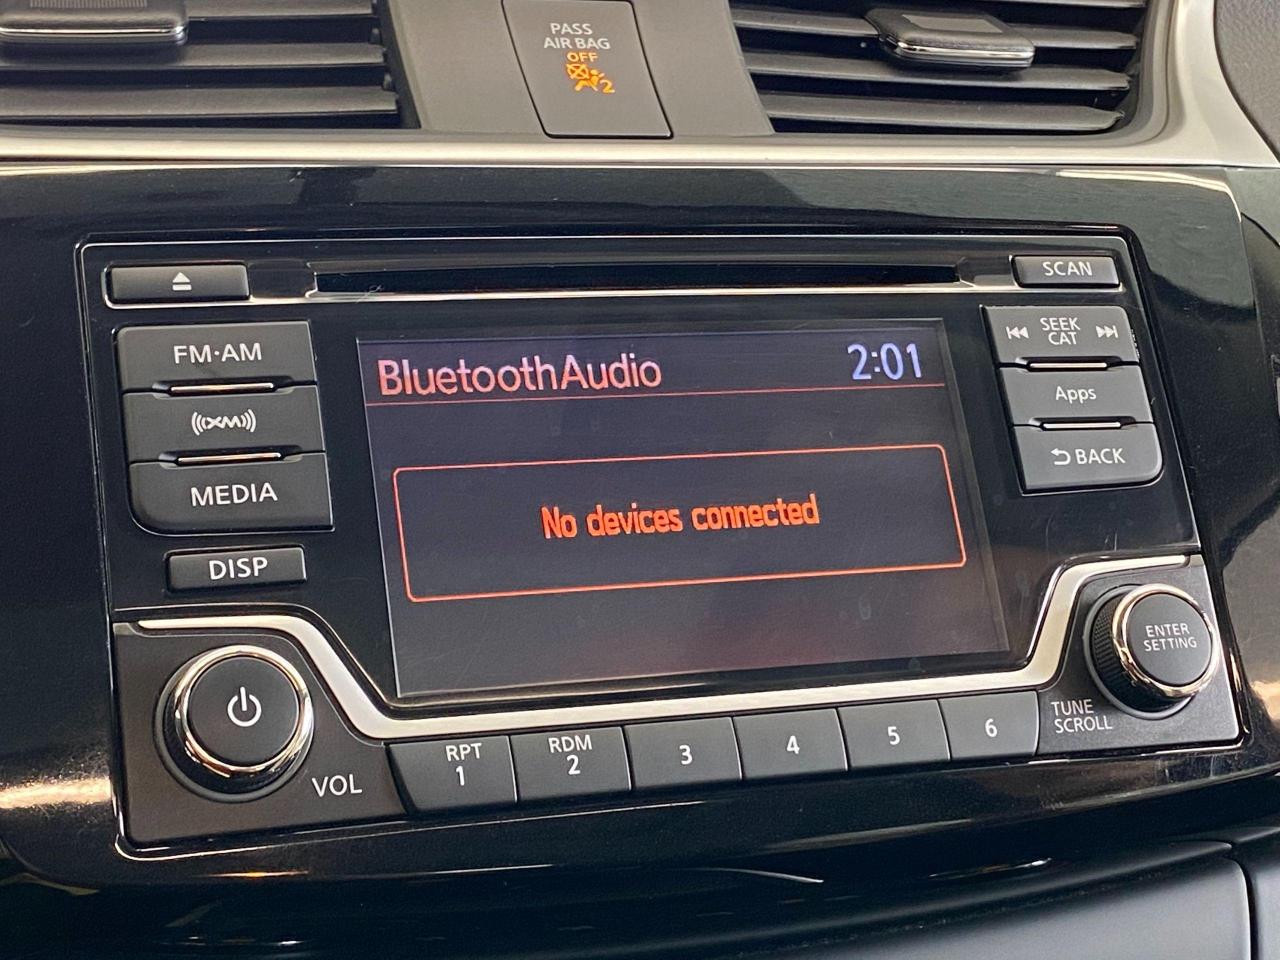 PASS
AIR BAG
OFF
2
SCAN
FM·AM
SEEK
CAT
XM
Apps
MEDIA
BACK
DISP
BluetoothAudio 2:01
No devices connected
ENTER
SETTING
TUNE
SCROLL
VOL
RPT
1
RDM
2
3
4
5
6